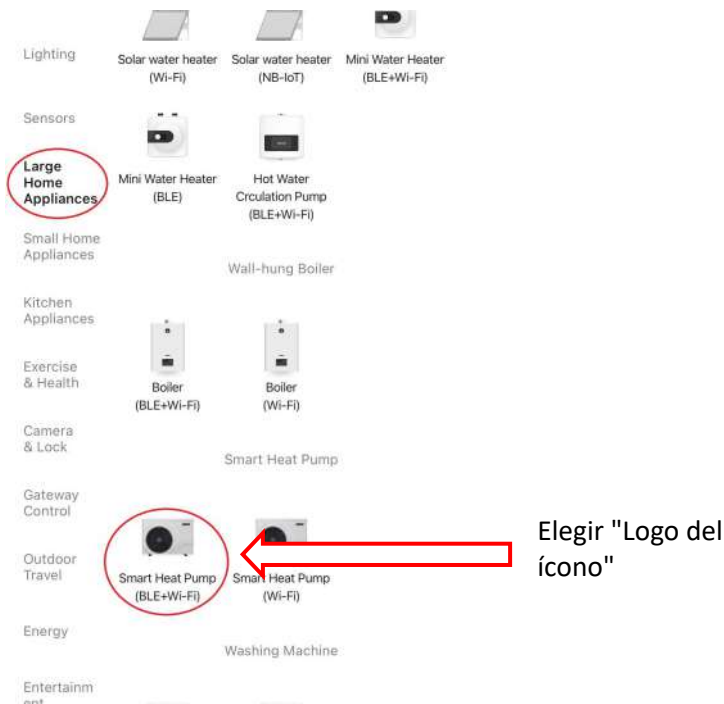 Lighting
Solar water heater
(Wi-Fi)
Solar water heater
(NB-IoT)
Mini Water Heater
(BLE+Wi-Fi)
Sensors
Large
Home
Appliances
Mini Water Heater
(BLE)
Hot Water
Crculation Pump
(BLE+Wi-Fi)
Small Home
Appliances
Wall-hung Boiler
Kitchen
Appliances
Exercise
& Health
Boiler
(BLE+Wi-Fi)
Boiler
(Wi-Fi)
Camera
& Lock
Smart Heat Pump
Gateway
Control
Outdoor
Travel
Smart Heat Pump
(BLE+Wi-Fi)
Smart Heat Pump
(Wi-Fi)
Elegir "Logo del
ícono"
Energy
Washing Machine
Entertainm
ent